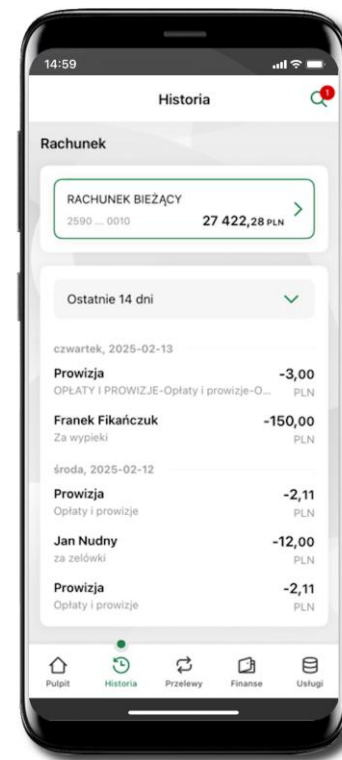 14:59
Historia
1
Rachunek
RACHUNEK BIEŻĄCY
2590 ... 0010
27 422,28 PLN
Ostatnie 14 dni
czwartek, 2025-02-13
Prowizja -3,00
OPŁATY I PROWIZJE-Opłaty i prowizje-O... PLN
Franek Fikańczuk -150,00
Za wypieki PLN
środa, 2025-02-12
Prowizja -2,11
Opłaty i prowizje PLN
Jan Nudny -12,00
za zelówki PLN
Prowizja -2,11
Opłaty i prowizje PLN
Pulpit Historia Przelewy Finanse Usługi